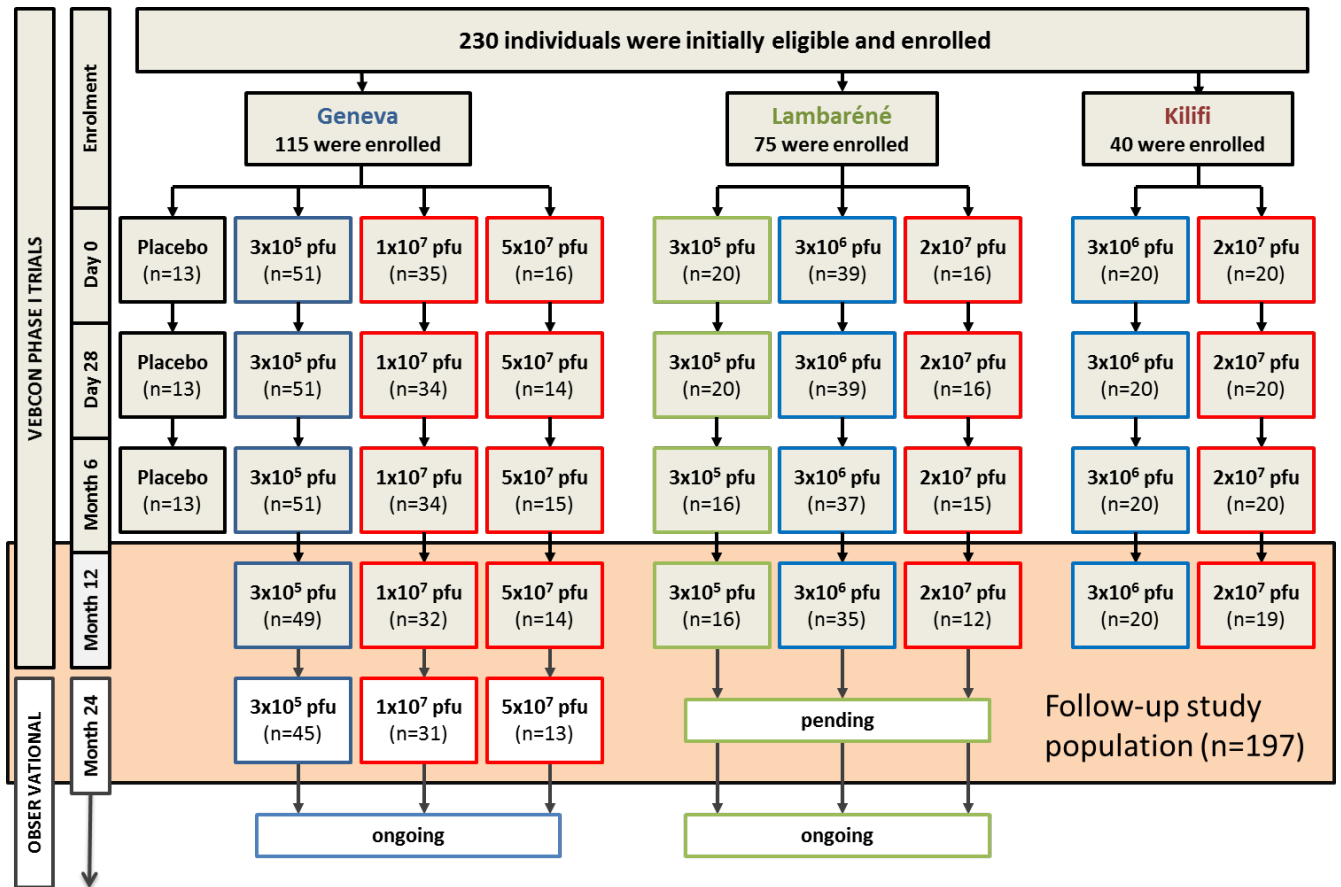 230 individuals were initially eligible and enrolled
Enrolment
Geneva
115 were enrolled
Lambaréné
75 were enrolled
Kilifi
40 were enrolled
VEBCON PHASE I TRIALS
Day 0
Placebo
(n=13)
3x10⁵ pfu
(n=51)
1x10⁷ pfu
(n=35)
5x10⁷ pfu
(n=16)
3x10⁵ pfu
(n=20)
3x10⁶ pfu
(n=39)
2x10⁷ pfu
(n=16)
3x10⁶ pfu
(n=20)
2x10⁷ pfu
(n=20)
Day 28
Placebo
(n=13)
3x10⁵ pfu
(n=51)
1x10⁷ pfu
(n=34)
5x10⁷ pfu
(n=14)
3x10⁵ pfu
(n=20)
3x10⁶ pfu
(n=39)
2x10⁷ pfu
(n=16)
3x10⁶ pfu
(n=20)
2x10⁷ pfu
(n=20)
Month 6
Placebo
(n=13)
3x10⁵ pfu
(n=51)
1x10⁷ pfu
(n=34)
5x10⁷ pfu
(n=15)
3x10⁵ pfu
(n=16)
3x10⁶ pfu
(n=37)
2x10⁷ pfu
(n=15)
3x10⁶ pfu
(n=20)
2x10⁷ pfu
(n=20)
Month 12
3x10⁵ pfu
(n=49)
1x10⁷ pfu
(n=32)
5x10⁷ pfu
(n=14)
3x10⁵ pfu
(n=16)
3x10⁶ pfu
(n=35)
2x10⁷ pfu
(n=12)
3x10⁶ pfu
(n=20)
2x10⁷ pfu
(n=19)
OBSERVATIONAL
Month 24
3x10⁵ pfu
(n=45)
1x10⁷ pfu
(n=31)
5x10⁷ pfu
(n=13)
pending
Follow-up study
population (n=197)
ongoing
ongoing